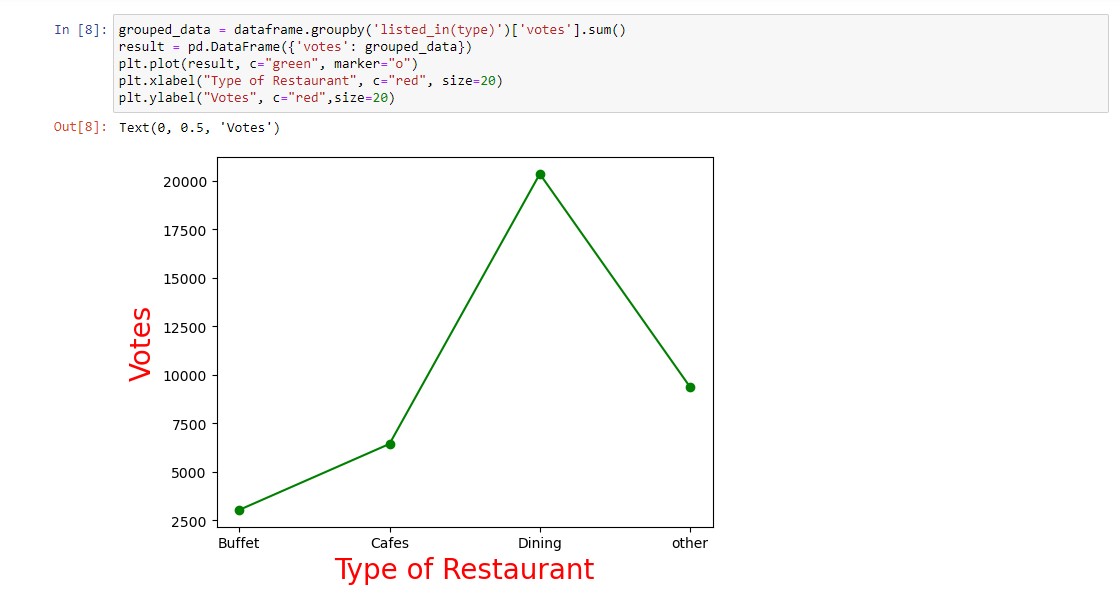 In [8]: grouped_data = dataframe.groupby('listed_in(type)')['votes'].sum()
result = pd.DataFrame({'votes': grouped_data})
plt.plot(result, c="green", marker="o")
plt.xlabel("Type of Restaurant", c="red", size=20)
plt.ylabel("Votes", c="red",size=20)
Out[8]: Text(0, 0.5, 'Votes')
20000
17500
15000
12500
10000
7500
5000
2500
Votes
Buffet Cafes Dining other
Type of Restaurant